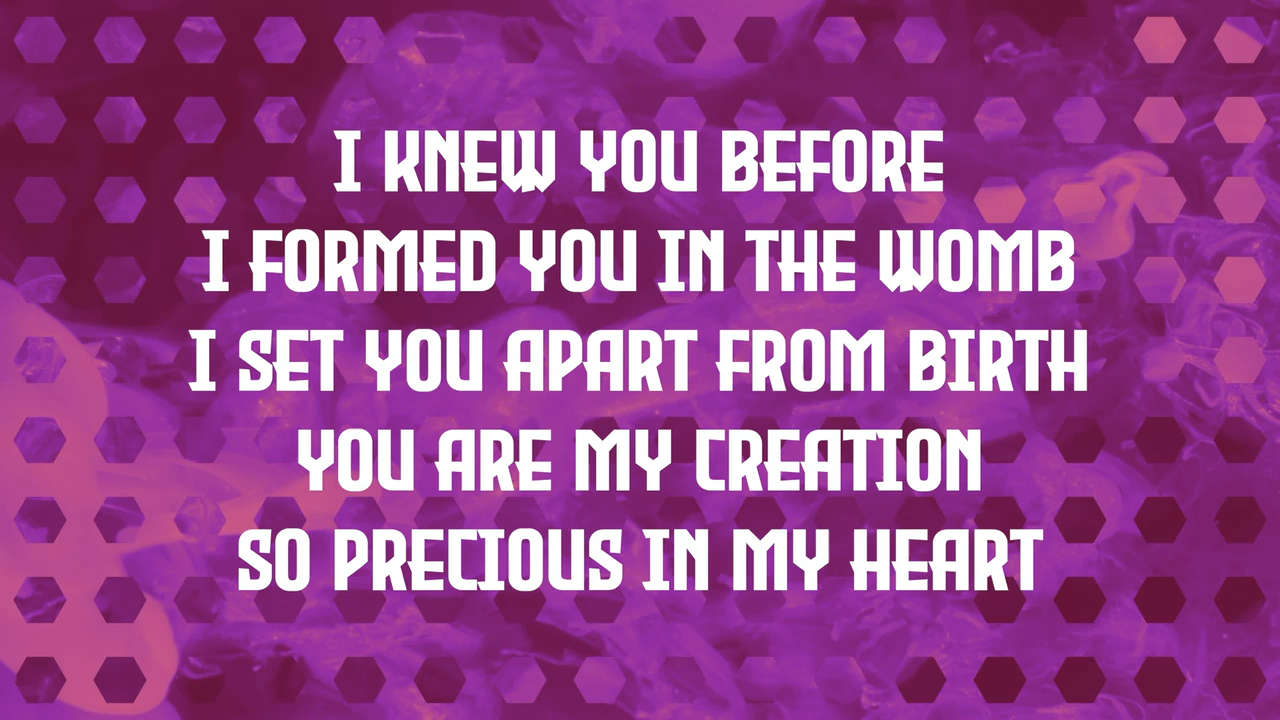 I KNEW YOU BEFORE
I FORMED YOU IN THE WOMB
I SET YOU APART FROM BIRTH
YOU ARE MY CREATION
SO PRECIOUS IN MY HEART